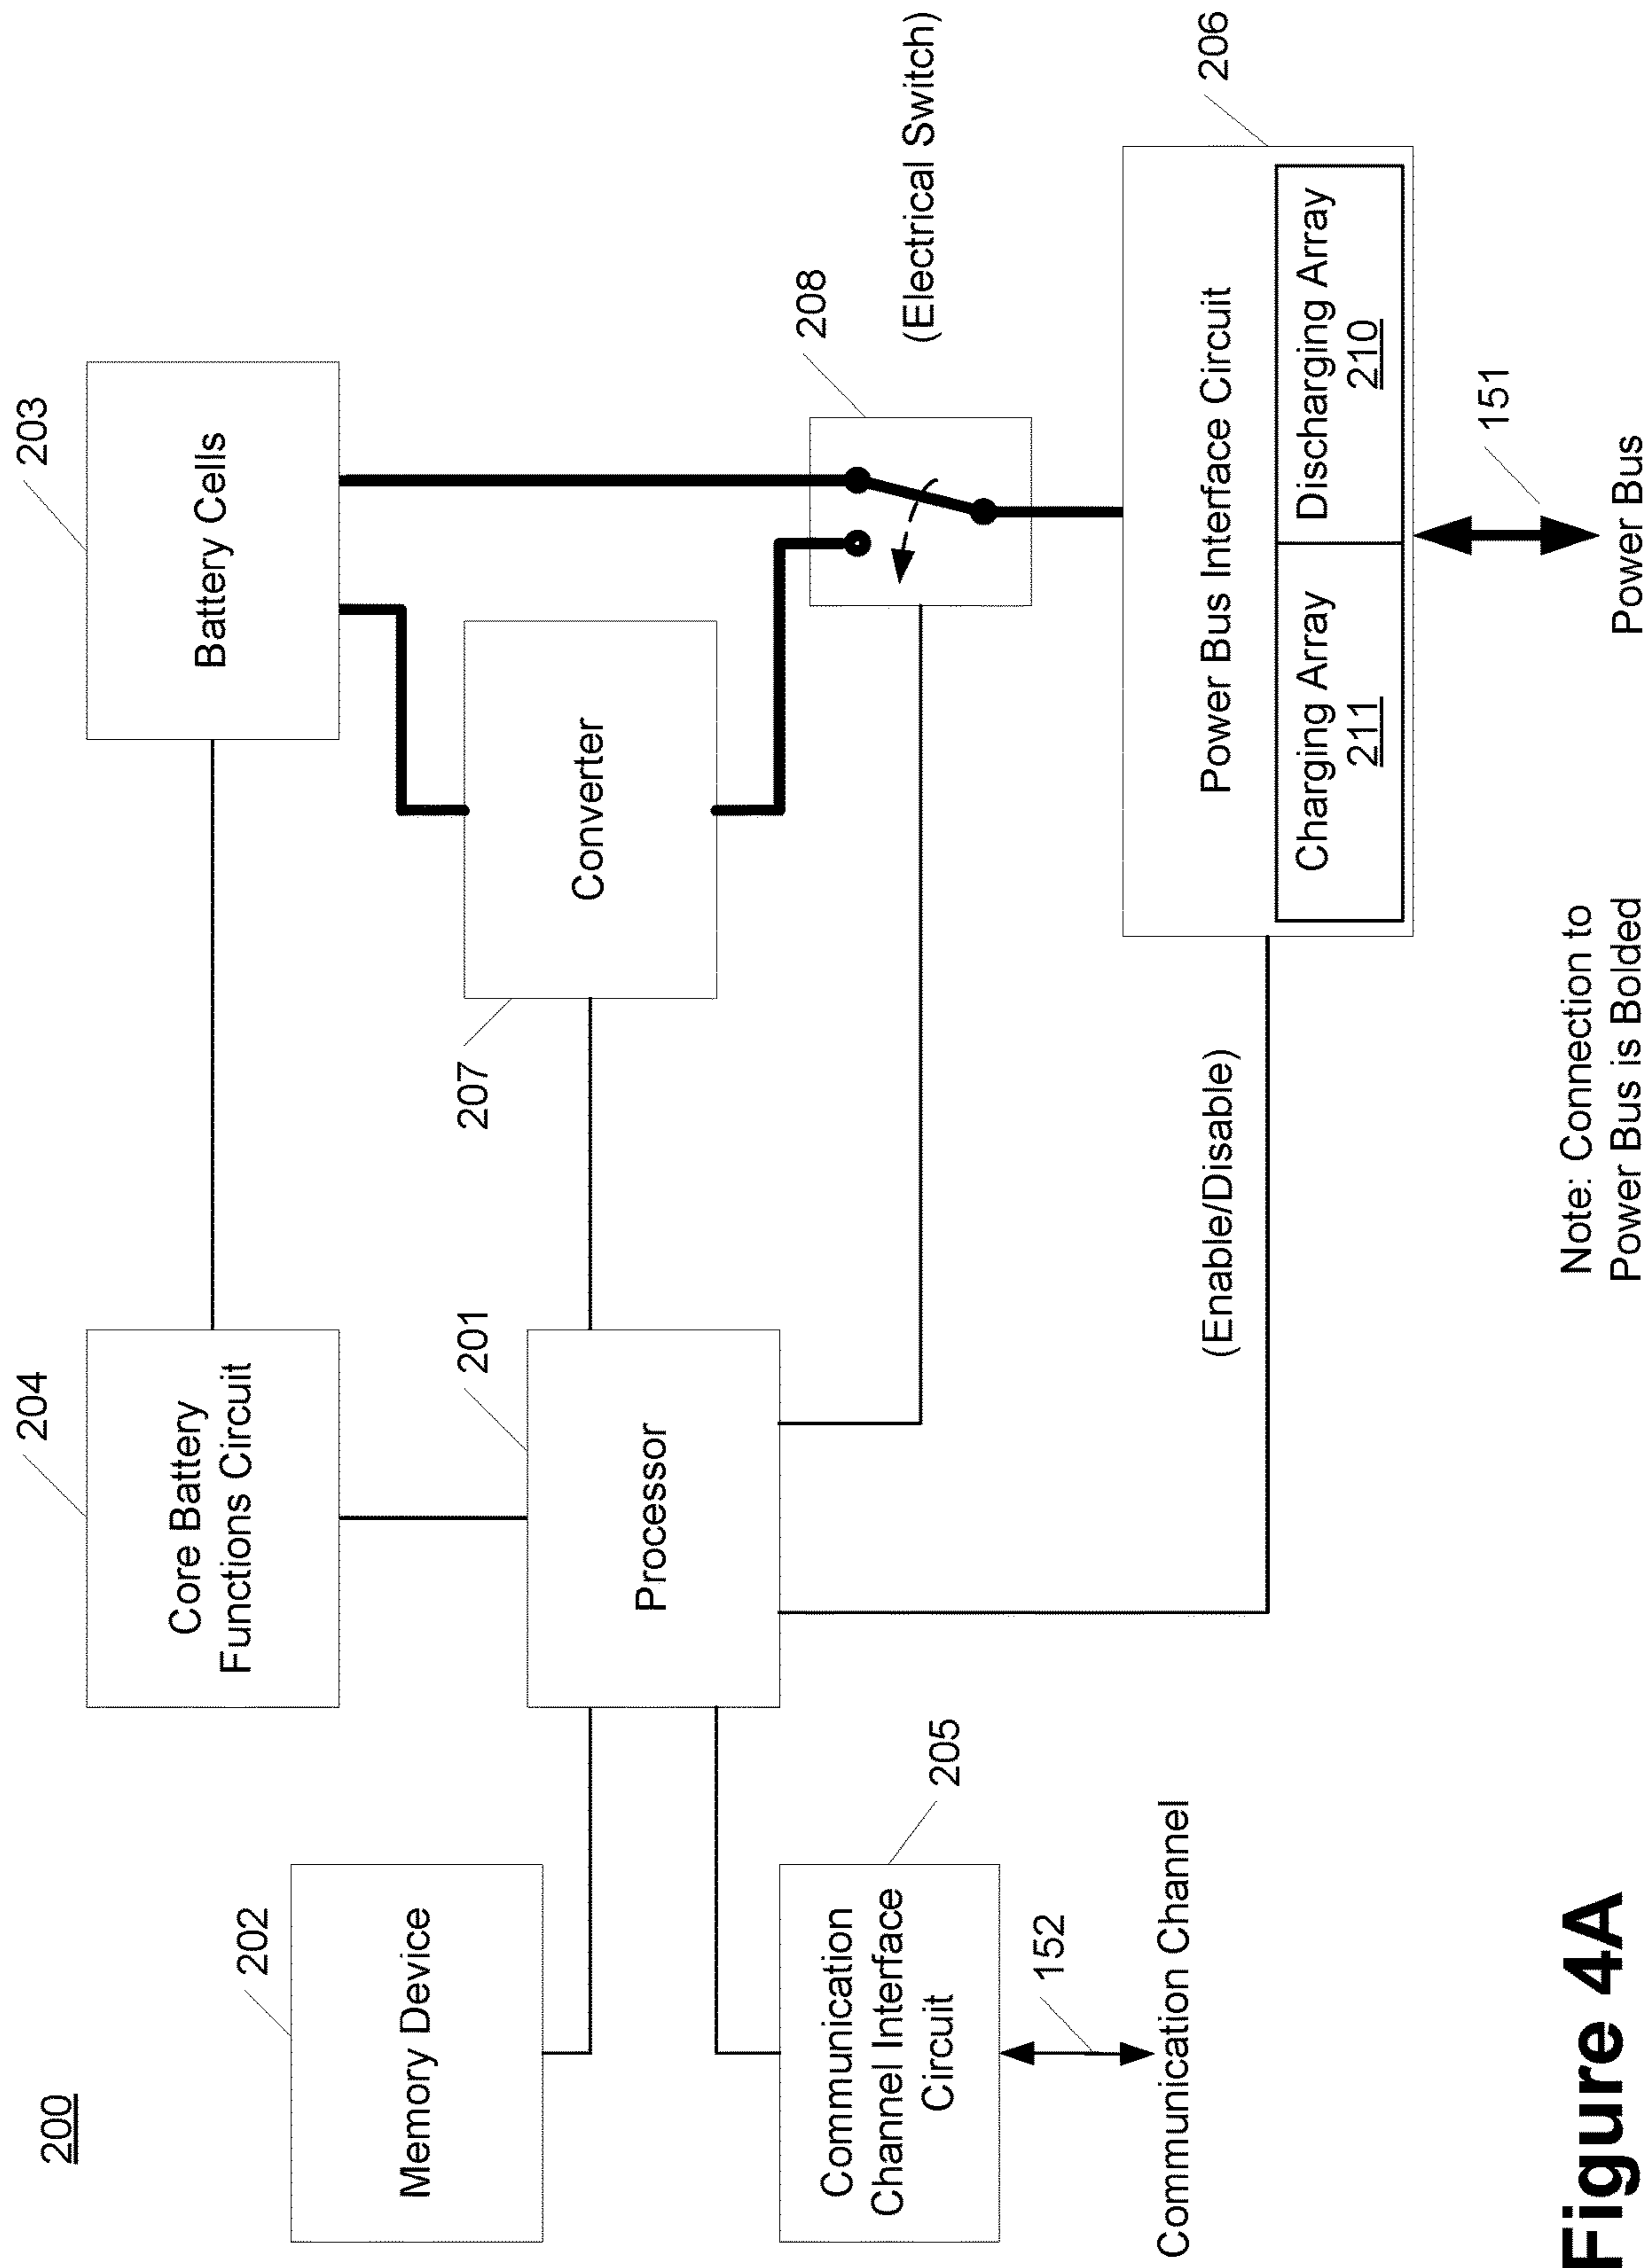 200
204
203
Core Battery
Functions Circuit
Battery Cells
202
Memory Device
201
Processor
207
Converter
208
(Electrical Switch)
205
Communication
Channel Interface
Circuit
152
Communication Channel
(Enable/Disable)
206
Power Bus Interface Circuit
Charging Array
211
Discharging Array
210
151
Power Bus
Note: Connection to
Power Bus is Bolded
Figure 4A